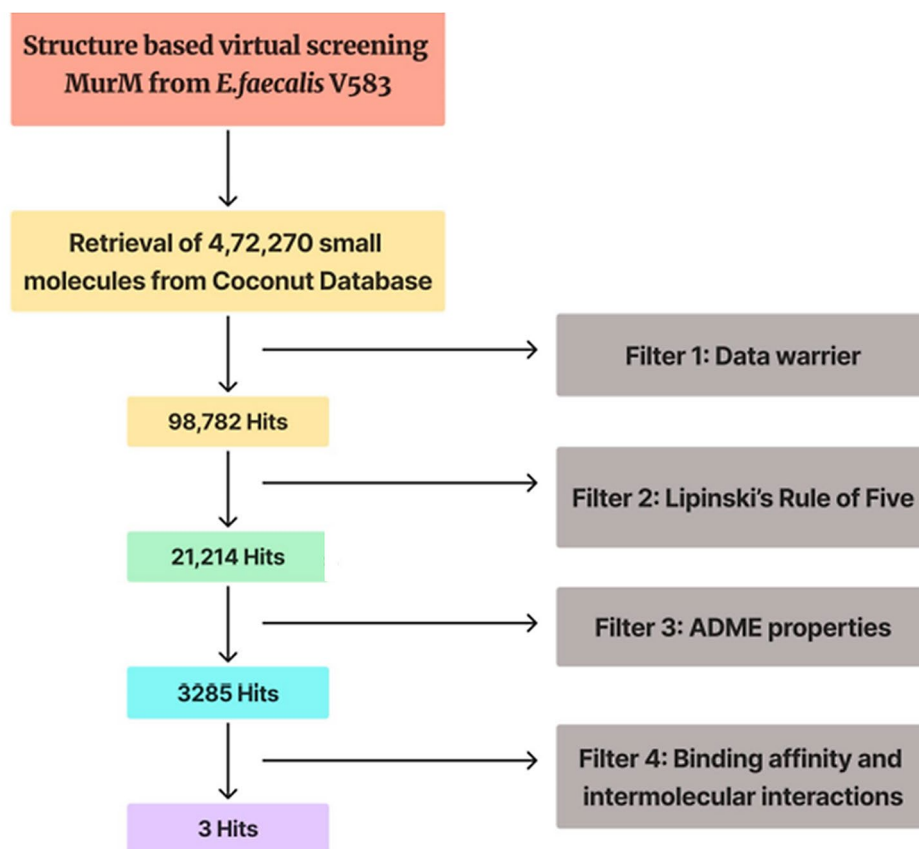 Structure based virtual screening
MurM from E.faecalis V583
Retrieval of 4,72,270 small
molecules from Coconut Database
Filter 1: Data warrier
98,782 Hits
Filter 2: Lipinski's Rule of Five
21,214 Hits
Filter 3: ADME properties
3285 Hits
Filter 4: Binding affinity and
intermolecular interactions
3 Hits